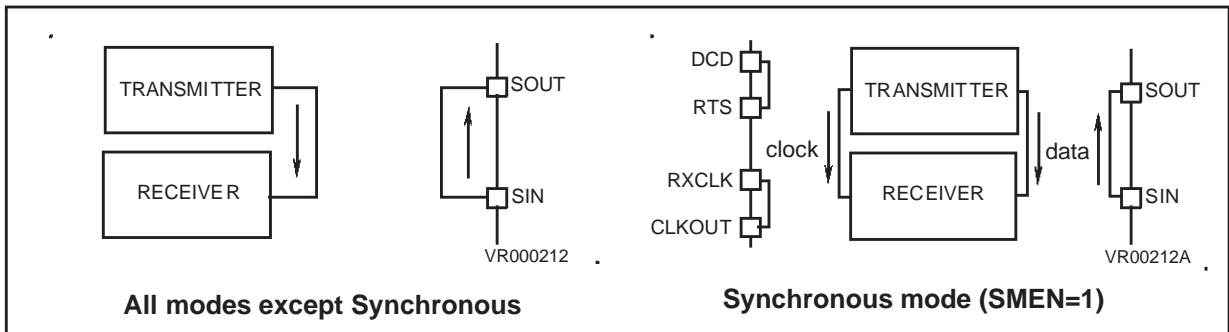 TRANSMITTER
RECEIVER
SOUT
SIN
VR000212
All modes except Synchronous
DCD
RTS
RXCLK
CLKOUT
clock
TRANSMITTER
RECEIVER
data
SOUT
SIN
VR00212A
Synchronous mode (SMEN=1)